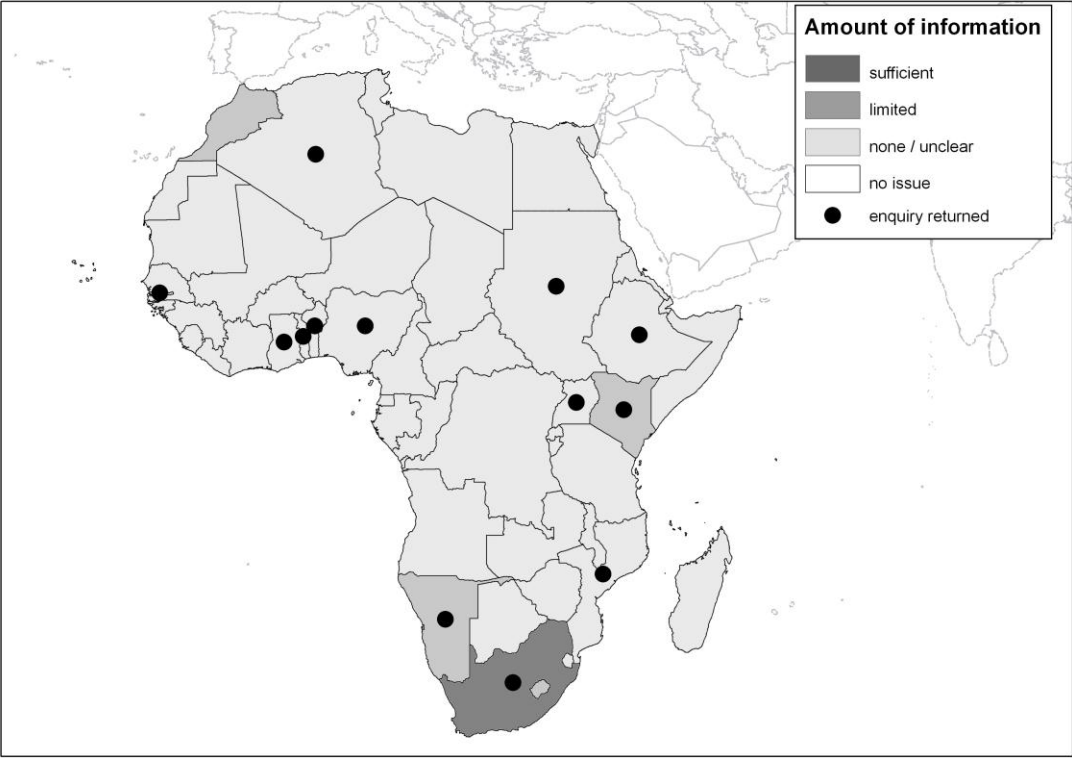 Amount of information
sufficient
limited
none / unclear
no issue
enquiry returned